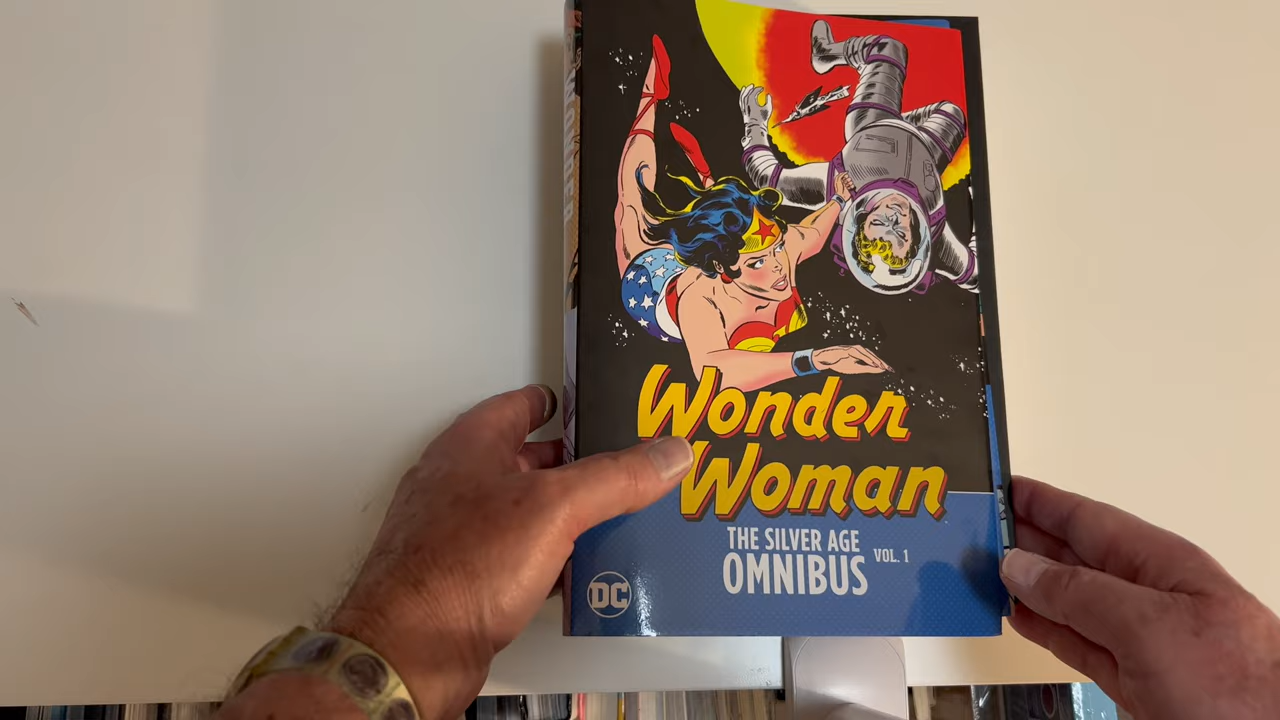 Wonder
Woman
THE SILVER AGE
OMNIBUS
VOL. 1
DC